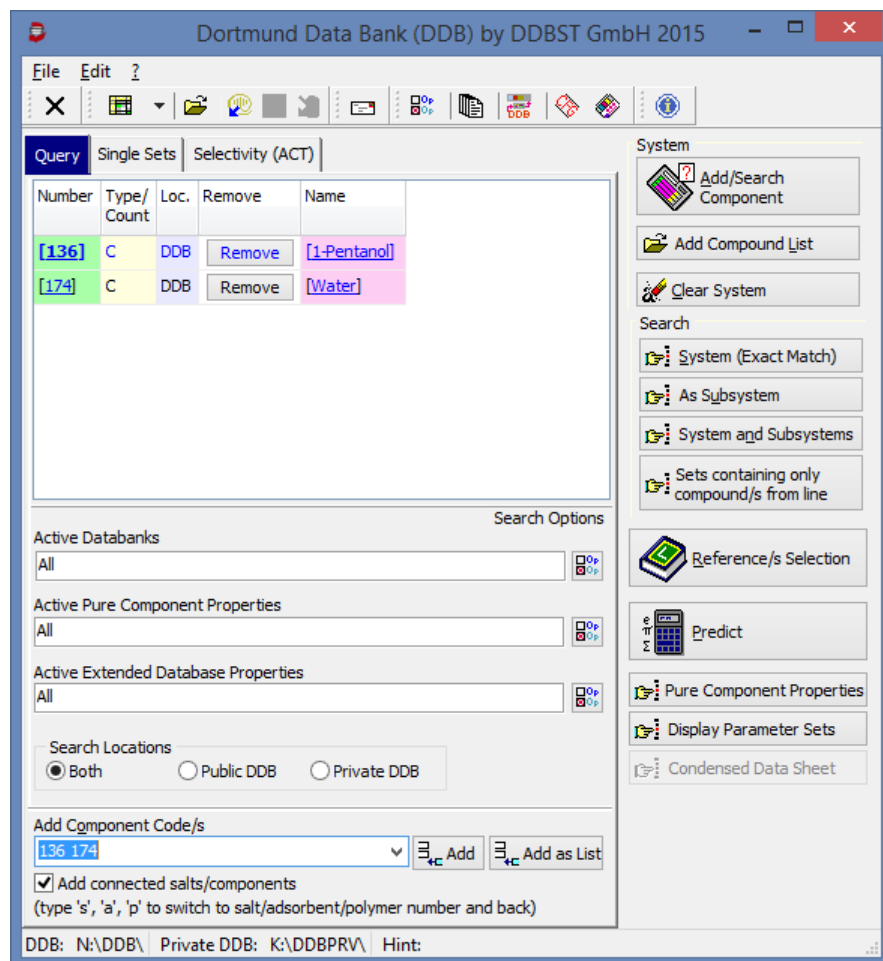 Dortmund Data Bank (DDB) by DDBST GmbH 2015
File Edit ?
Query Single Sets Selectivity (ACT)
Number Type/ Count Loc. Remove Name
[136] C DDB Remove [1-Pentanol]
[174] C DDB Remove [Water]
Search Options
Active Databanks
All
Active Pure Component Properties
All
Active Extended Database Properties
All
Search Locations
Both Public DDB Private DDB
Add Component Code/s
136 174 Add Add as List
Add connected salts/components
(type 's', 'a', 'p' to switch to salt/adsorbent/polymer number and back)
System
Add/Search
Component
Add Compound List
Clear System
Search
System (Exact Match)
As Subsystem
System and Subsystems
Sets containing only
compound/s from line
Reference/s Selection
Predict
Pure Component Properties
Display Parameter Sets
Condensed Data Sheet
DDB: N:\DDB\ Private DDB: K:\DDBPRV\ Hint: